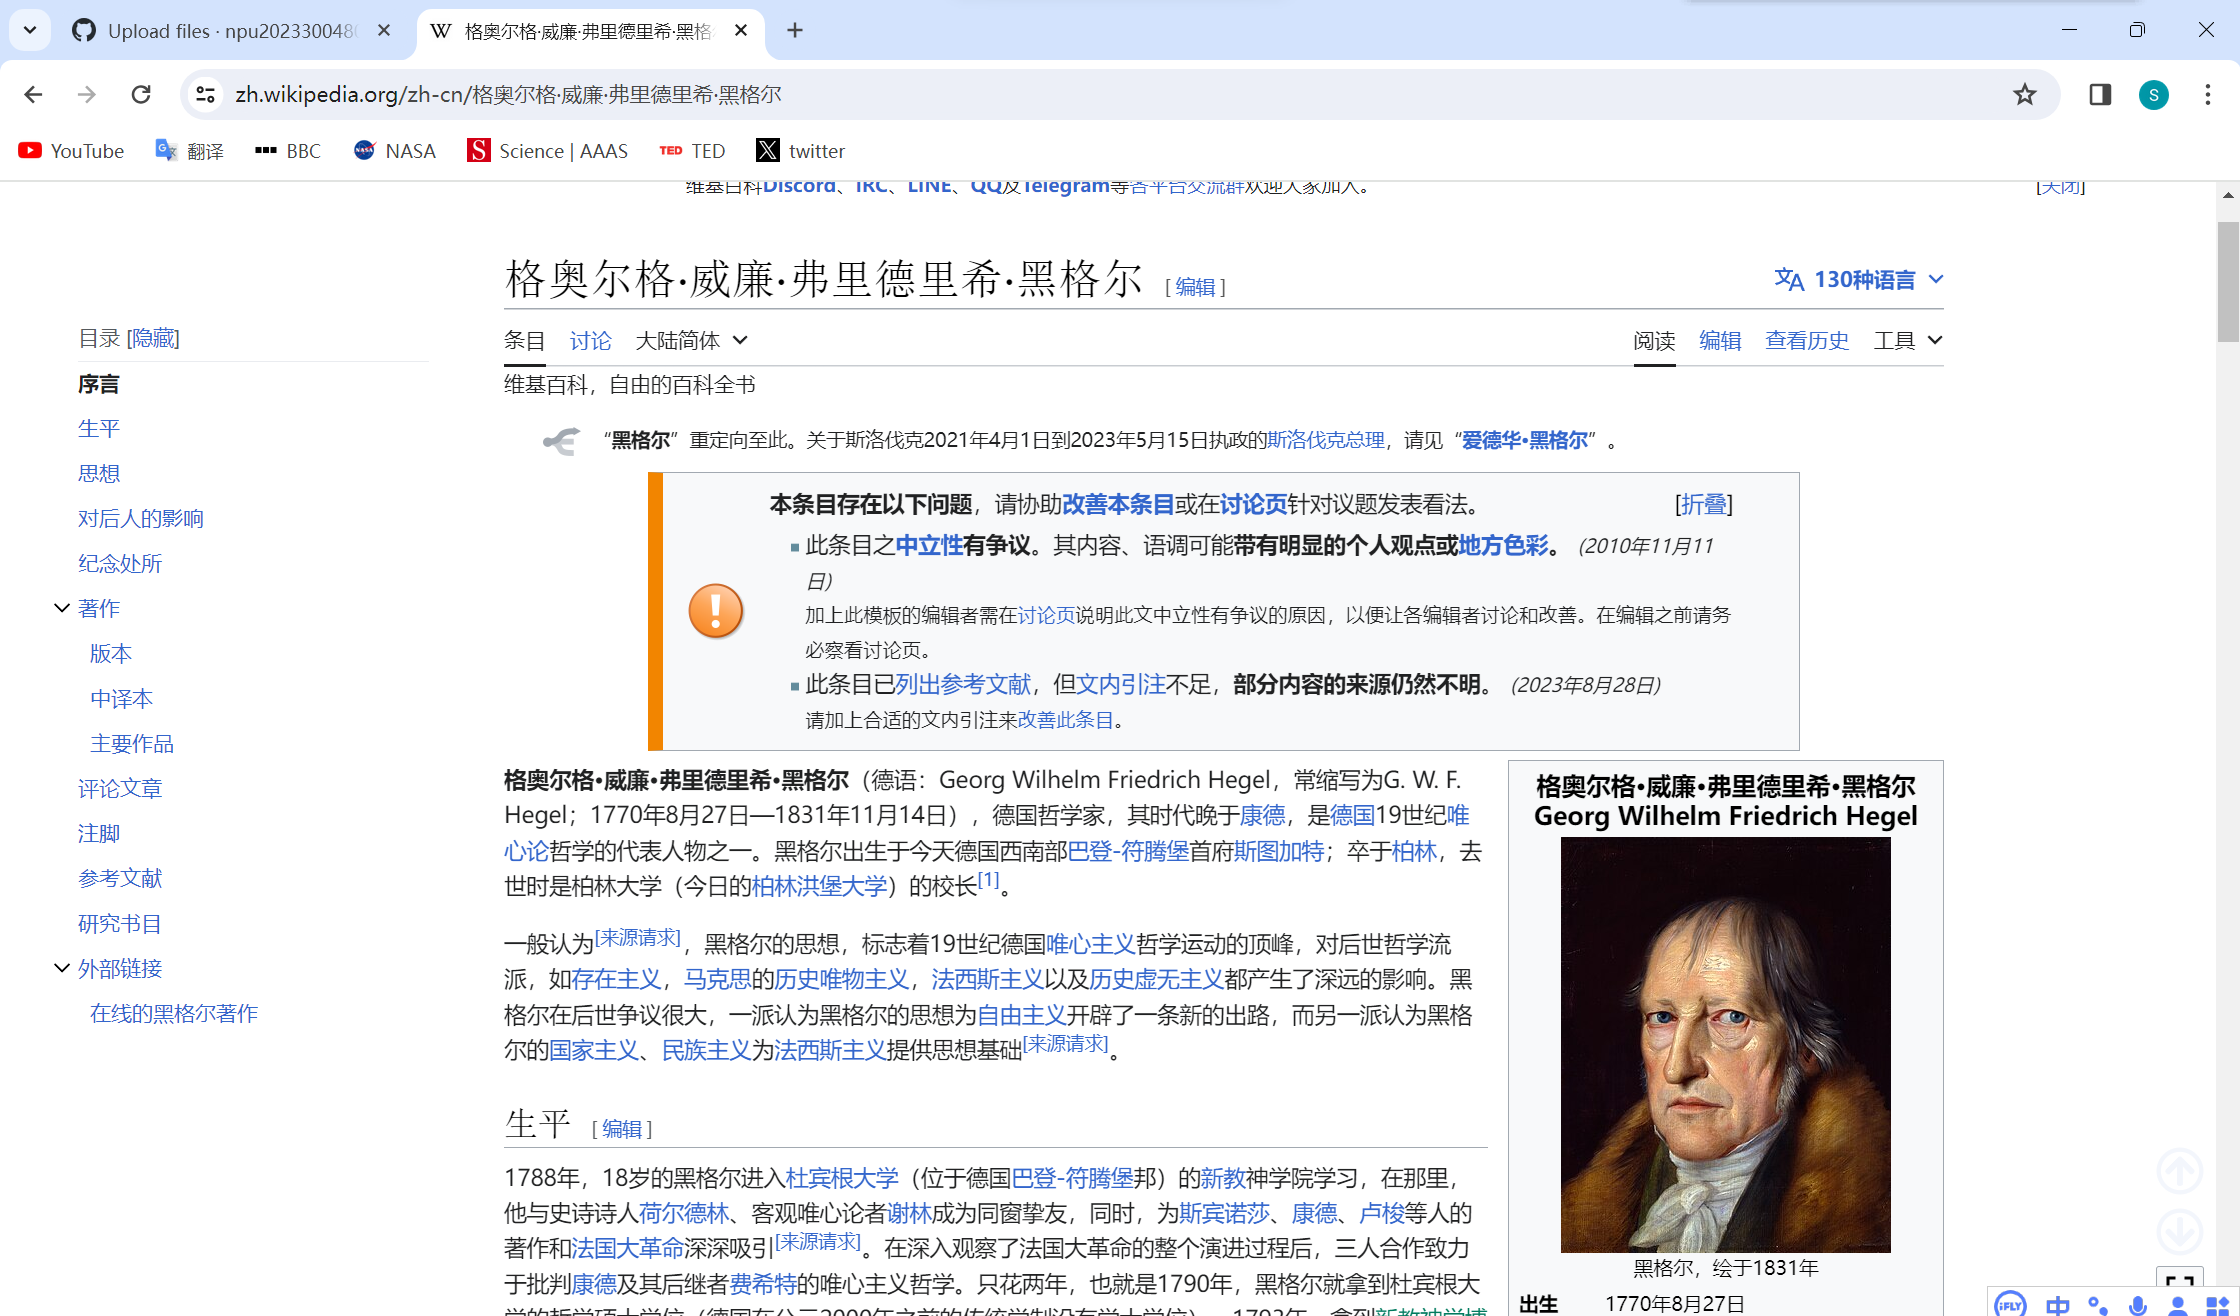 Upload files · npu202330048
格奥尔格·威廉·弗里德里希·黑格
zh.wikipedia.org/zh-cn/格奥尔格·威廉·弗里德里希·黑格尔
S
YouTube
翻译
BBC
NASA
Science | AAAS
TED
twitter
维基百科Discord、IRC、LINE、QQ及Telegram等各平台交流群欢迎大家加入。
[关闭]
格奥尔格·威廉·弗里德里希·黑格尔 [编辑]
130种语言
条目 讨论 大陆简体
阅读 编辑 查看历史 工具
维基百科，自由的百科全书
目录 [隐藏]
序言
生平
思想
对后人的影响
纪念处所
著作
版本
中译本
主要作品
评论文章
注脚
参考文献
研究书目
外部链接
在线的黑格尔著作
“黑格尔”重定向至此。关于斯洛伐克2021年4月1日到2023年5月15日执政的斯洛伐克总理，请见“爱德华·黑格尔”。
本条目存在以下问题，请协助改善本条目或在讨论页针对议题发表看法。 [折叠]
此条目之中立性有争议。其内容、语调可能带有明显的个人观点或地方色彩。 (2010年11月11
日)
加上此模板的编辑者需在讨论页说明此文中立性有争议的原因，以便让各编辑者讨论和改善。在编辑之前请务
必察看讨论页。
此条目已列出参考文献，但文内引注不足，部分内容的来源仍然不明。 (2023年8月28日)
请加上合适的文内引注来改善此条目。
格奥尔格·威廉·弗里德里希·黑格尔（德语：Georg Wilhelm Friedrich Hegel，常缩写为G. W. F.
Hegel；1770年8月27日—1831年11月14日），德国哲学家，其时代晚于康德，是德国19世纪唯
心论哲学的代表人物之一。黑格尔出生于今天德国西南部巴登-符腾堡首府斯图加特；卒于柏林，去
世时是柏林大学（今日的柏林洪堡大学）的校长[1]。
一般认为[来源请求]，黑格尔的思想，标志着19世纪德国唯心主义哲学运动的顶峰，对后世哲学流
派，如存在主义，马克思的历史唯物主义，法西斯主义以及历史虚无主义都产生了深远的影响。黑
格尔在后世争议很大，一派认为黑格尔的思想为自由主义开辟了一条新的出路，而另一派认为黑格
尔的国家主义、民族主义为法西斯主义提供思想基础[来源请求]。
生平 [编辑]
1788年，18岁的黑格尔进入杜宾根大学（位于德国巴登-符腾堡邦）的新教神学院学习，在那里，
他与史诗诗人荷尔德林、客观唯心论者谢林成为同窗挚友，同时，为斯宾诺莎、康德、卢梭等人的
著作和法国大革命深深吸引[来源请求]。在深入观察了法国大革命的整个演进过程后，三人合作致力
于批判康德及其后继者费希特的唯心主义哲学。只花两年，也就是1790年，黑格尔就拿到杜宾根大
格奥尔格·威廉·弗里德里希·黑格尔
Georg Wilhelm Friedrich Hegel
黑格尔，绘于1831年
出生 1770年8月27日
iFLY
中